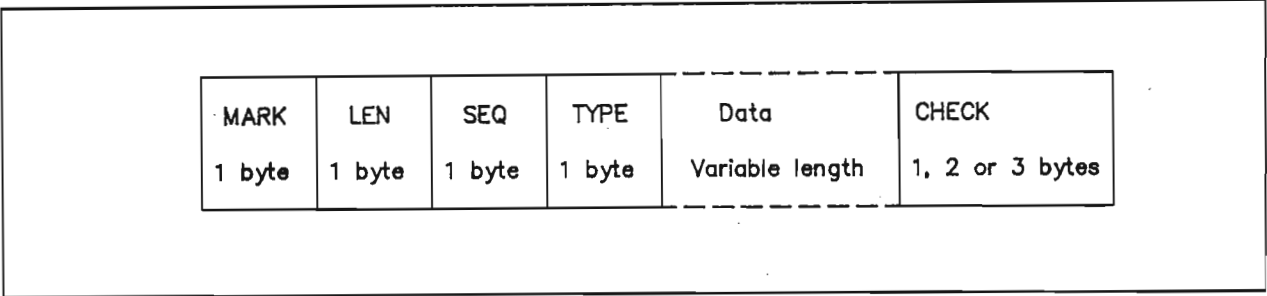 MARK LEN SEQ TYPE Data CHECK
1 byte 1 byte 1 byte 1 byte Variable length 1, 2 or 3 bytes